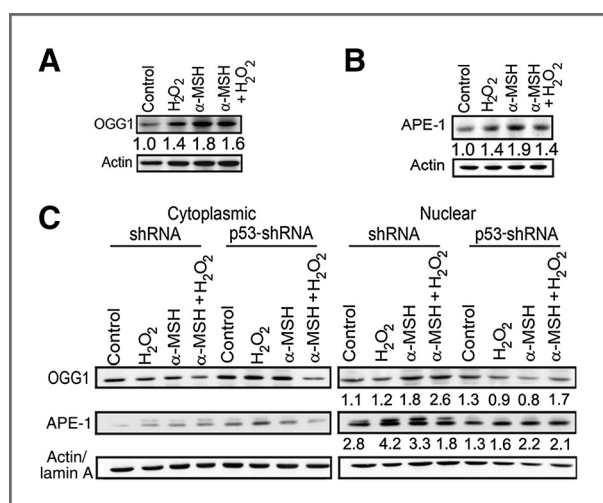 A
Control
H2O2
α-MSH
α-MSH
+ H2O2
OGG1
1.0 1.4 1.8 1.6
Actin
B
Control
H2O2
α-MSH
α-MSH
+ H2O2
APE-1
1.0 1.4 1.9 1.4
Actin
C
Cytoplasmic Nuclear
shRNA p53-shRNA shRNA p53-shRNA
Control
H2O2
α-MSH
α-MSH + H2O2
Control
H2O2
α-MSH
α-MSH + H2O2
Control
H2O2
α-MSH
α-MSH + H2O2
Control
H2O2
α-MSH
α-MSH + H2O2
OGG1
1.1 1.2 1.8 2.6 1.3 0.9 0.8 1.7
APE-1
2.8 4.2 3.3 1.8 1.3 1.6 2.2 2.1
Actin/
lamin A